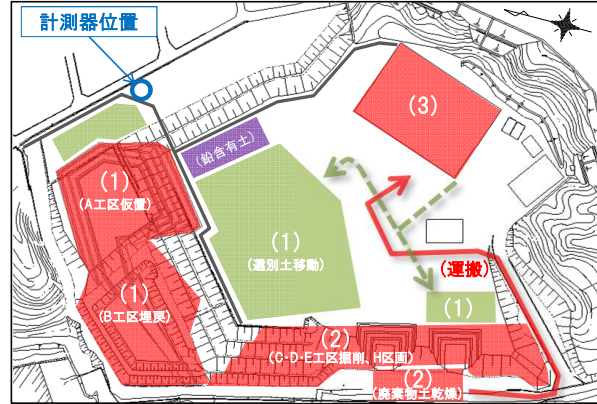 計測器位置
(3)
(鉛含有土)
(1)
(A工区仮置)
(1)
(選別土移動)
(運搬)
(1)
(B工区埋戻)
(1)
(2)
(C・D・E工区掘削、H区画)
(2)
(廃棄物土乾燥)